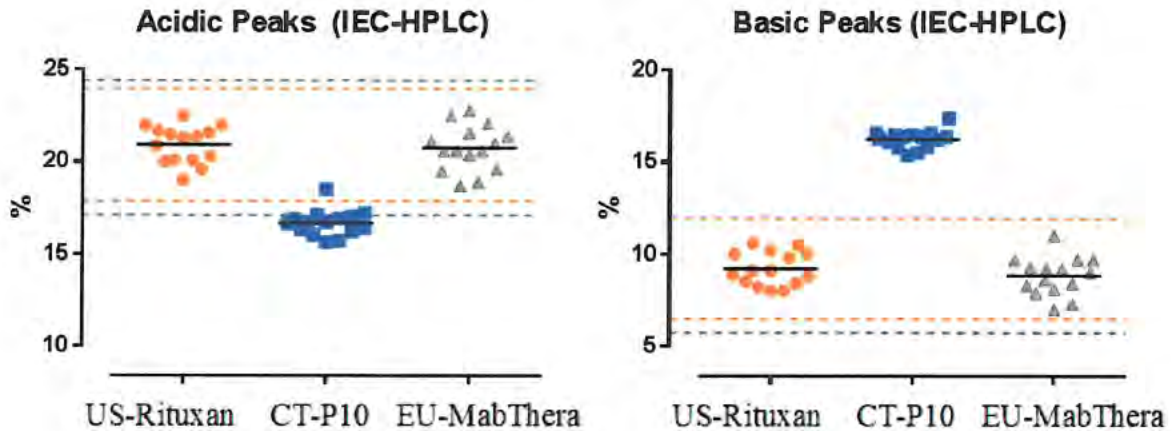 Acidic Peaks (IEC-HPLC)
25
20
%
15
10
US-Rituxan CT-P10 EU-MabThera
Basic Peaks (IEC-HPLC)
20
15
%
10
5
US-Rituxan CT-P10 EU-MabThera